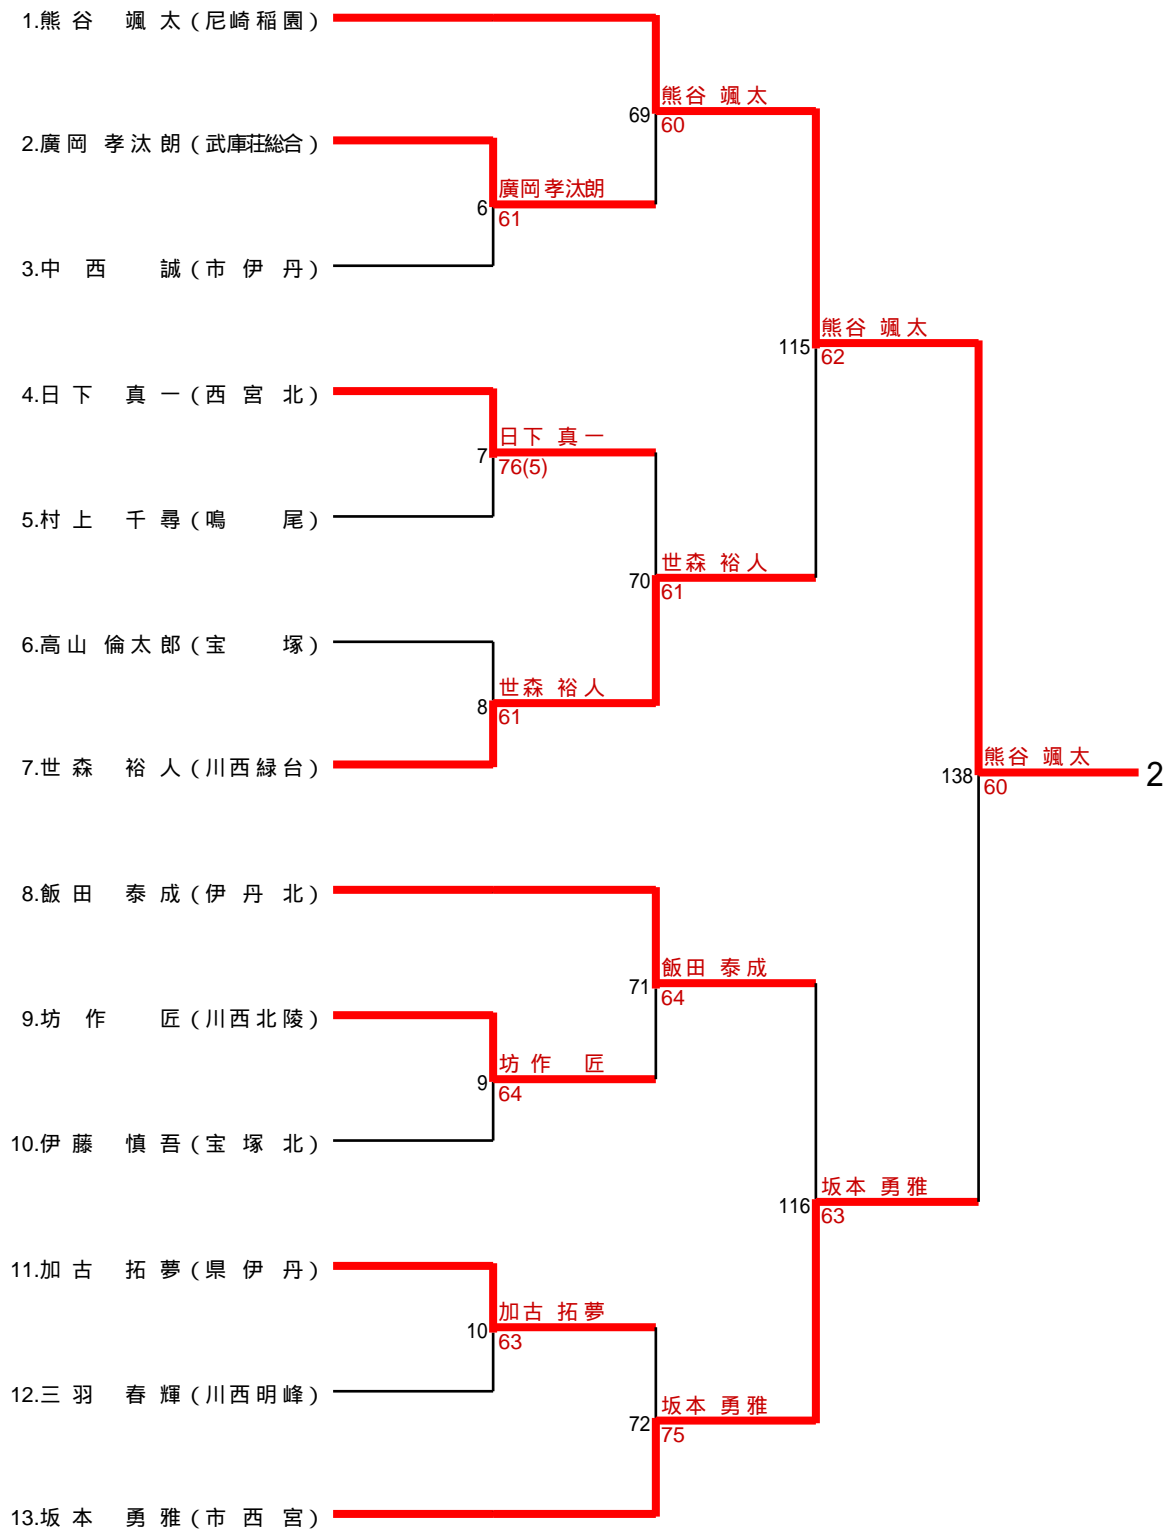 1.熊谷 颯太(尼崎稲園)
熊谷 颯太
69
60
2.廣岡 孝汰朗(武庫荘総合)
廣岡孝汰朗
6
61
3.中西 誠(市伊丹)
熊谷 颯太
115
62
4.日下 真一(西宮北)
日下 真一
7
76(5)
5.村上 千尋(鳴尾)
世森 裕人
70
61
6.高山 倫太郎(宝塚)
世森 裕人
8
61
7.世森 裕人(川西緑台)
熊谷 颯太
138
60
2
8.飯田 泰成(伊丹北)
飯田 泰成
71
64
9.坊作 匠(川西北陵)
坊作 匠
9
64
10.伊藤 慎吾(宝塚北)
坂本 勇雅
116
63
11.加古 拓夢(県伊丹)
加古 拓夢
10
63
12.三羽 春輝(川西明峰)
坂本 勇雅
72
75
13.坂本 勇雅(市西宮)